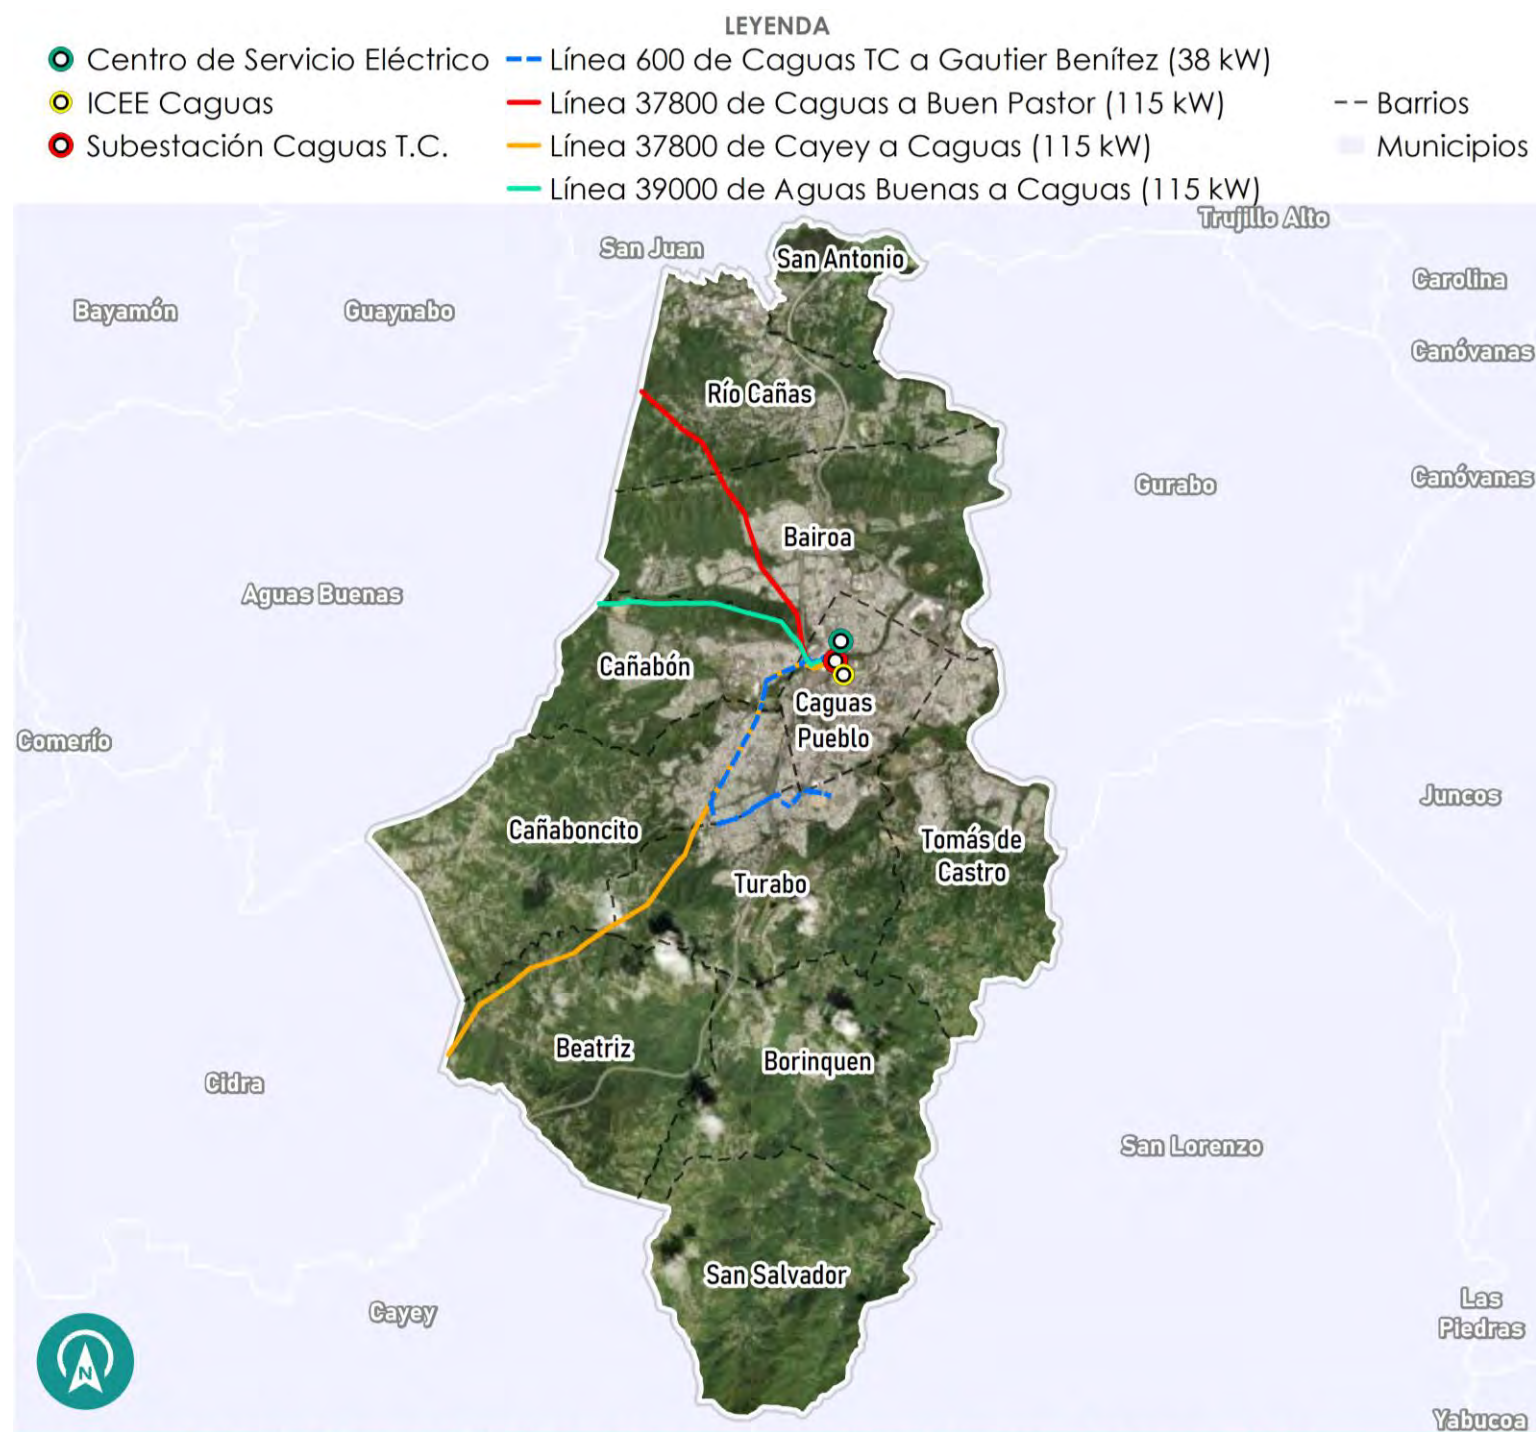 LEYENDA
Centro de Servicio Eléctrico
ICEE Caguas
Subestación Caguas T.C.
Línea 600 de Caguas TC a Gautier Benítez (38 kW)
Línea 37800 de Caguas a Buen Pastor (115 kW)
Línea 37800 de Cayey a Caguas (115 kW)
Línea 39000 de Aguas Buenas a Caguas (115 kW)
Barrios
Municipios
Trujillo Alto
San Juan
San Antonio
Carolina
Bayamón
Guaynabo
Canóvanas
Río Cañas
Canóvanas
Gurabo
Bairoa
Aguas Buenas
Cañabón
Caguas
Pueblo
Comerío
Juncos
Cañaboncito
Tomás de
Castro
Turabo
Beatriz
Borinquen
Cidra
San Lorenzo
San Salvador
Cayey
Las
Piedras
N
Yabucoa